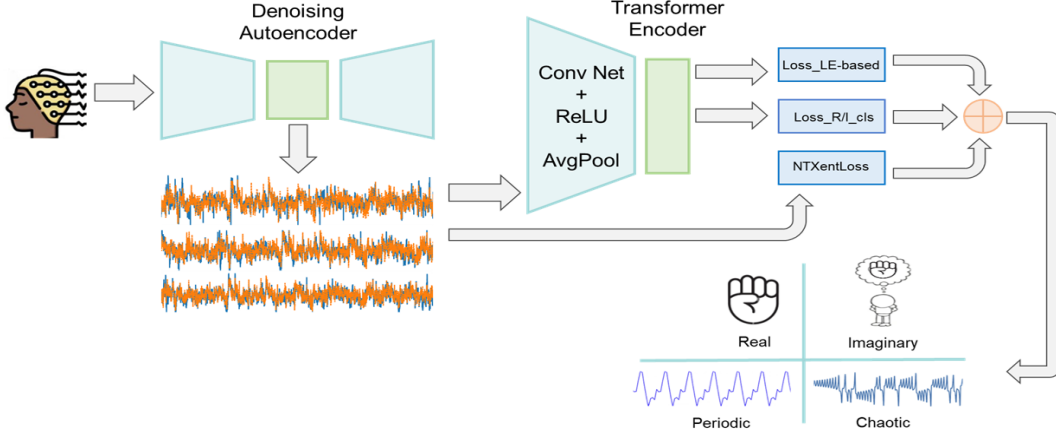 Denoising
Autoencoder
Transformer
Encoder
Conv Net
+
ReLU
+
AvgPool
Loss_LE-based
Loss_R/I_cls
NTXentLoss
Real
Imaginary
Periodic
Chaotic